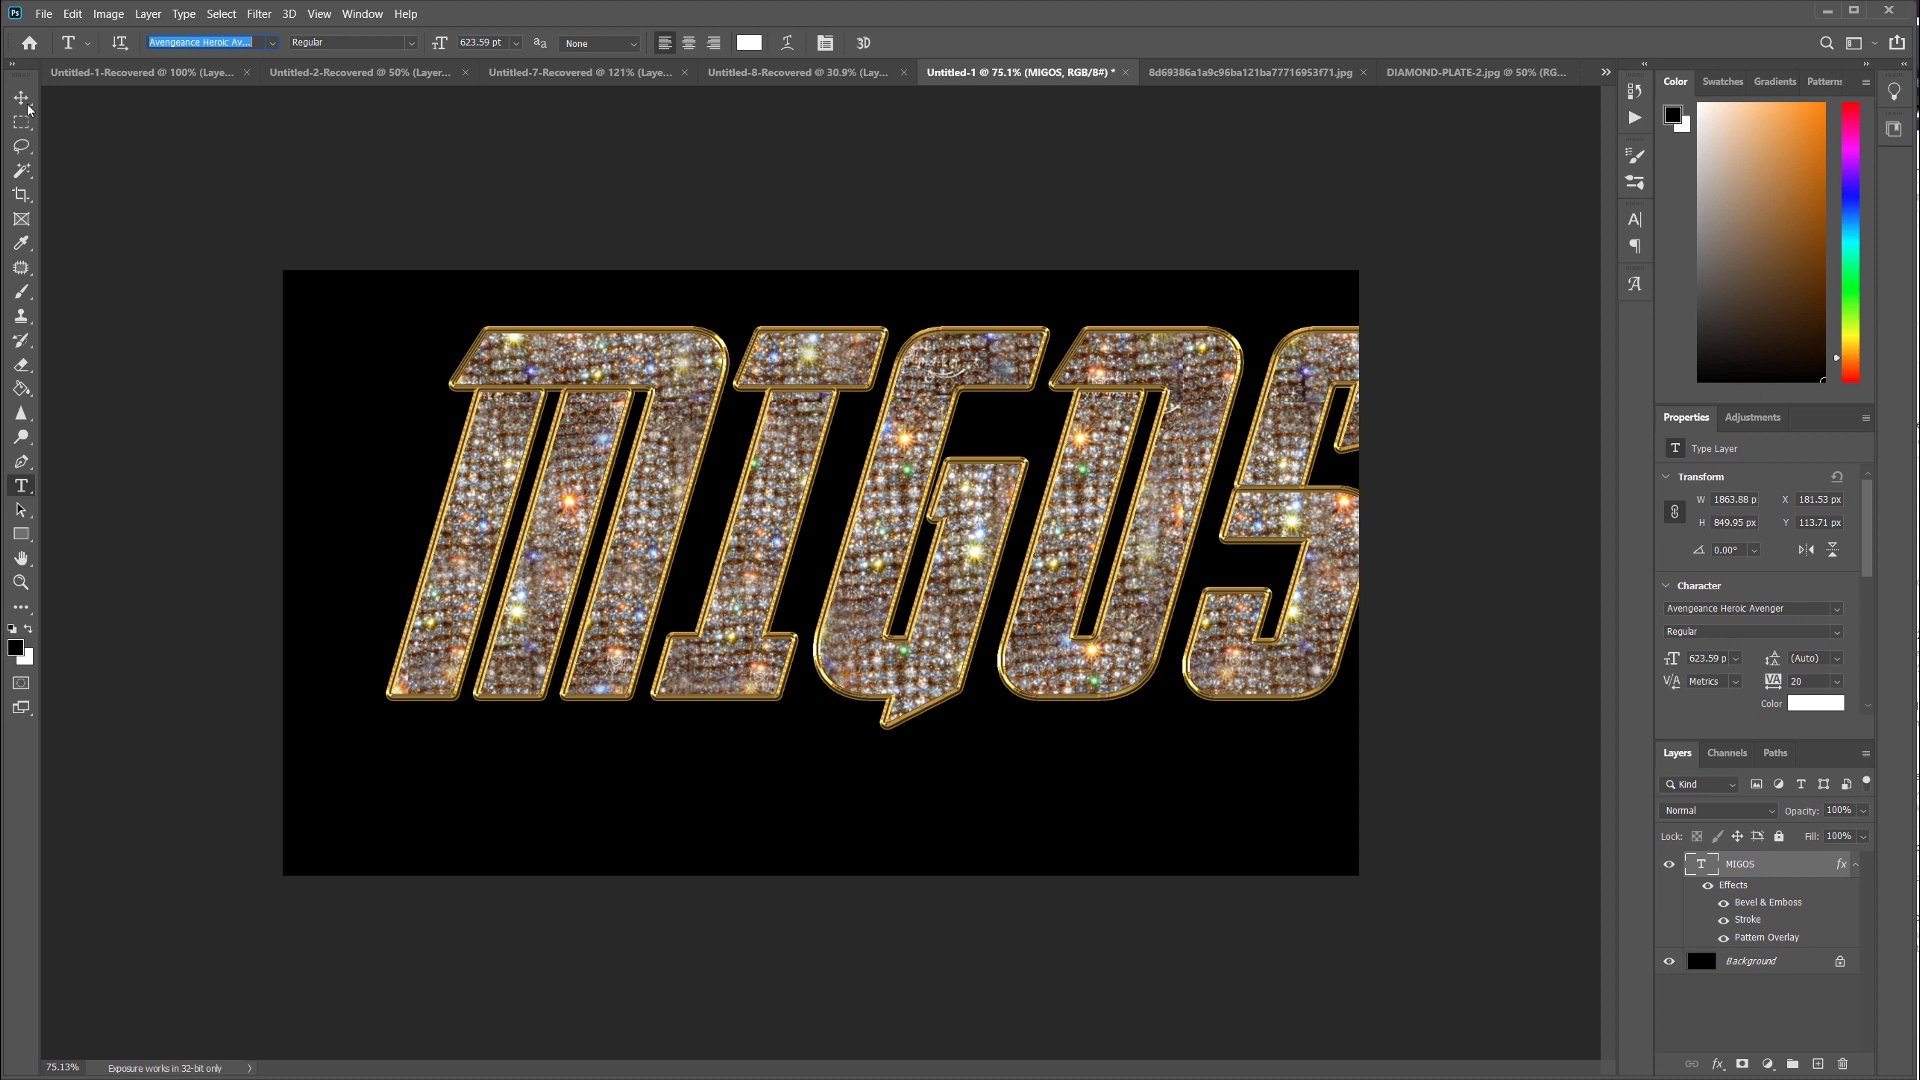 Ps File Edit Image Layer Type Select Filter 3D View Window Help
Avengeance Heroic Av... Regular 623.59 pt None 3D
Untitled-1-Recovered @ 100% (Laye... Untitled-2-Recovered @ 50% (Layer... Untitled-7-Recovered @ 121% (Laye... Untitled-8-Recovered @ 30.9% (Lay... Untitled-1 @ 75.1% (MIGOS, RGB/8#) * 8d69386a1a9c96ba121ba77716953f71.jpg DIAMOND-PLATE-2.jpg @ 50% (RG...
Color Swatches Gradients Patterns
MIGOS
Properties Adjustments
T Type Layer
Transform
W 1863.88 p X 181.53 px
H 849.95 px Y 113.71 px
0.00°
Character
Avengeance Heroic Avenger
Regular
623.59 p (Auto)
Metrics 20
Color
Layers Channels Paths
Kind
Normal Opacity: 100%
Lock: Fill: 100%
T MIGOS fx
Effects
Bevel & Emboss
Stroke
Pattern Overlay
Background
75.13% Exposure works in 32-bit only
fx